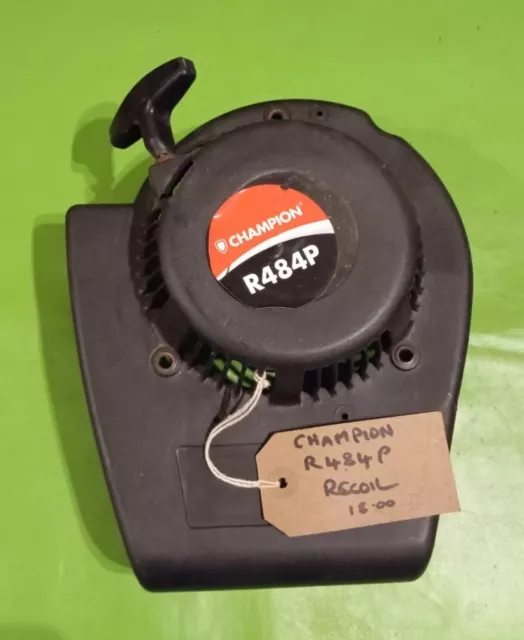 CHAMPION
R484P
CHAMPION
R484P
RECOIL
18.00